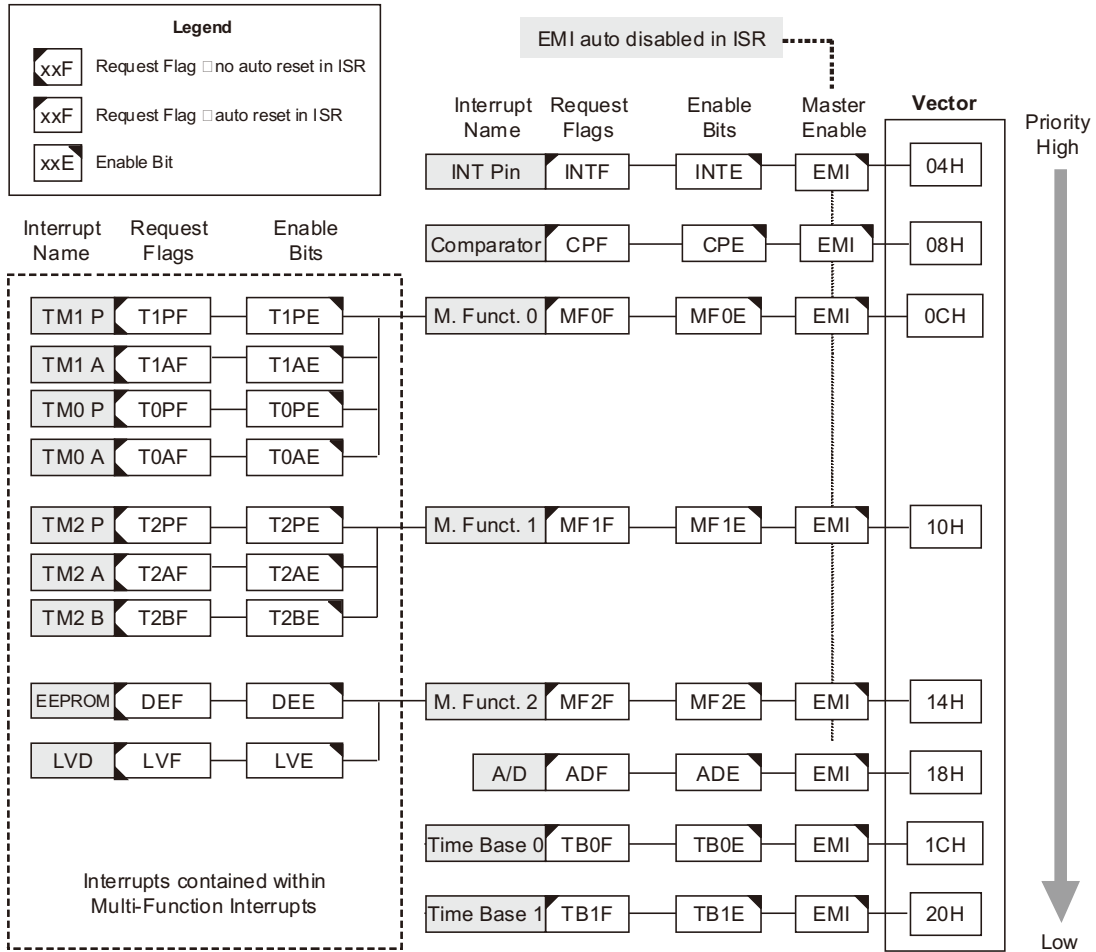 Legend
xxF Request Flag □no auto reset in ISR
xxF Request Flag □auto reset in ISR
xxE Enable Bit
EMI auto disabled in ISR
Interrupt Name Request Flags Enable Bits Master Enable Vector
Priority High
INT Pin INTF INTE EMI 04H
Comparator CPF CPE EMI 08H
Interrupt Name Request Flags Enable Bits
TM1 P T1PF T1PE M. Funct. 0 MF0F MF0E EMI 0CH
TM1 A T1AF T1AE
TM0 P T0PF T0PE
TM0 A T0AF T0AE
TM2 P T2PF T2PE M. Funct. 1 MF1F MF1E EMI 10H
TM2 A T2AF T2AE
TM2 B T2BF T2BE
EEPROM DEF DEE M. Funct. 2 MF2F MF2E EMI 14H
LVD LVF LVE A/D ADF ADE EMI 18H
Time Base 0 TB0F TB0E EMI 1CH
Interrupts contained within
Multi-Function Interrupts
Time Base 1 TB1F TB1E EMI 20H
Low